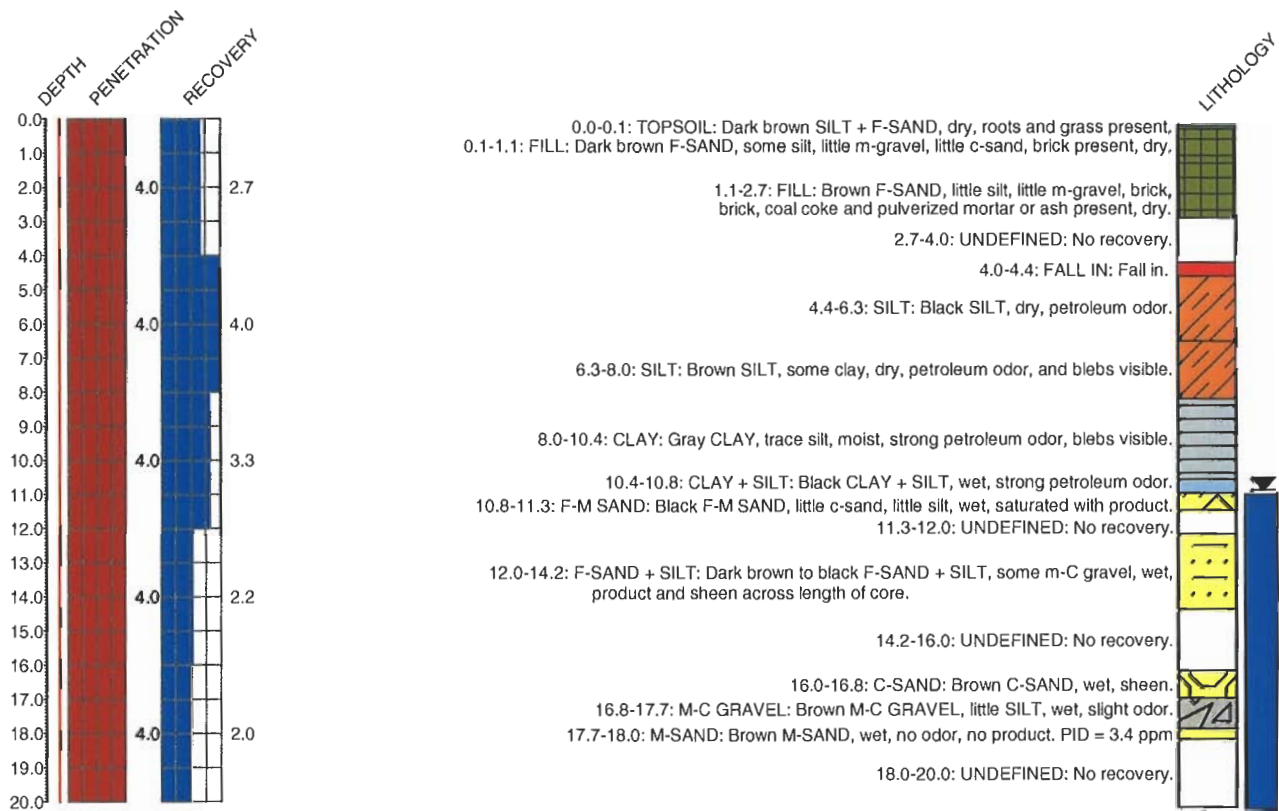 DEPTH
PENETRATION
RECOVERY
LITHOLOGY
0.0
1.0
2.0
3.0
4.0
5.0
6.0
7.0
8.0
9.0
10.0
11.0
12.0
13.0
14.0
15.0
16.0
17.0
18.0
19.0
20.0
4.0
4.0
4.0
4.0
4.0
2.7
4.0
3.3
2.2
2.0
0.0-0.1: TOPSOIL: Dark brown SILT + F-SAND, dry, roots and grass present,
0.1-1.1: FILL: Dark brown F-SAND, some silt, little m-gravel, little c-sand, brick present, dry.
1.1-2.7: FILL: Brown F-SAND, little silt, little m-gravel, brick,
brick, coal coke and pulverized mortar or ash present, dry.
2.7-4.0: UNDEFINED: No recovery.
4.0-4.4: FALL IN: Fall in.
4.4-6.3: SILT: Black SILT, dry, petroleum odor.
6.3-8.0: SILT: Brown SILT, some clay, dry, petroleum odor, and blebs visible.
8.0-10.4: CLAY: Gray CLAY, trace silt, moist, strong petroleum odor, blebs visible.
10.4-10.8: CLAY + SILT: Black CLAY + SILT, wet, strong petroleum odor.
10.8-11.3: F-M SAND: Black F-M SAND, little c-sand, little silt, wet, saturated with product.
11.3-12.0: UNDEFINED: No recovery.
12.0-14.2: F-SAND + SILT: Dark brown to black F-SAND + SILT, some m-C gravel, wet,
product and sheen across length of core.
14.2-16.0: UNDEFINED: No recovery.
16.0-16.8: C-SAND: Brown C-SAND, wet, sheen.
16.8-17.7: M-C GRAVEL: Brown M-C GRAVEL, little SILT, wet, slight odor.
17.7-18.0: M-SAND: Brown M-SAND, wet, no odor, no product. PID = 3.4 ppm
18.0-20.0: UNDEFINED: No recovery.